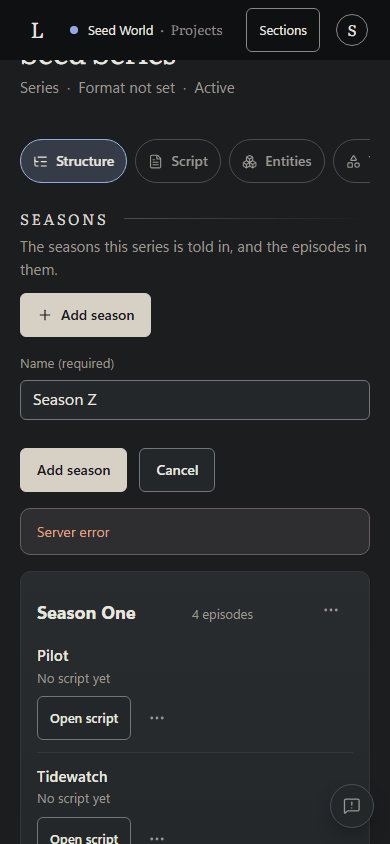 L
Seed World · Projects
Sections
S
Seed Series
Series · Format not set · Active
Structure
Script
Entities
SEASONS
The seasons this series is told in, and the episodes in
them.
+ Add season
Name (required)
Season Z
Add season
Cancel
Server error
Season One
4 episodes
Pilot
No script yet
Open script
Tidewatch
No script yet
Open script